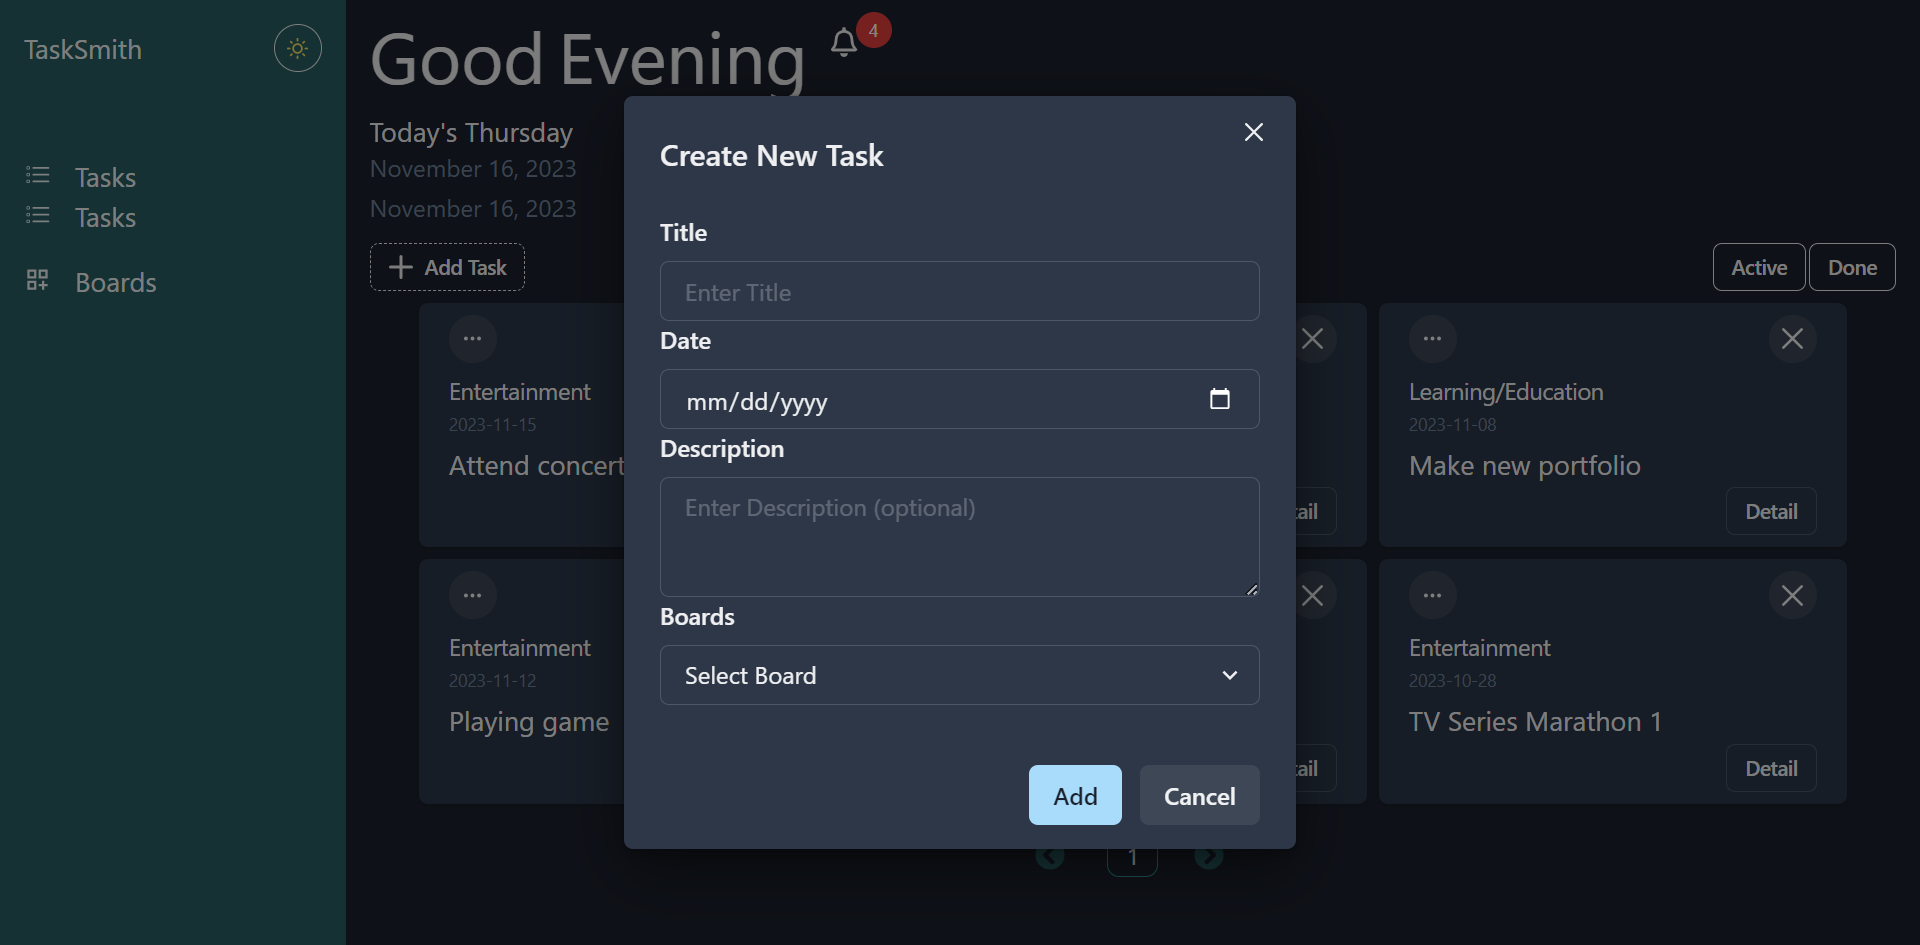 TaskSmith
Tasks
Tasks
Boards
Good Evening
4
Today's Thursday
November 16, 2023
November 16, 2023
Add Task
Active
Done
Create New Task
Title
Enter Title
Date
mm/dd/yyyy
Description
Enter Description (optional)
Boards
Select Board
Add
Cancel
Entertainment
2023-11-15
Attend concert
Learning/Education
2023-11-08
Make new portfolio
Detail
Entertainment
2023-11-12
Playing game
Entertainment
2023-10-28
TV Series Marathon 1
Detail
1